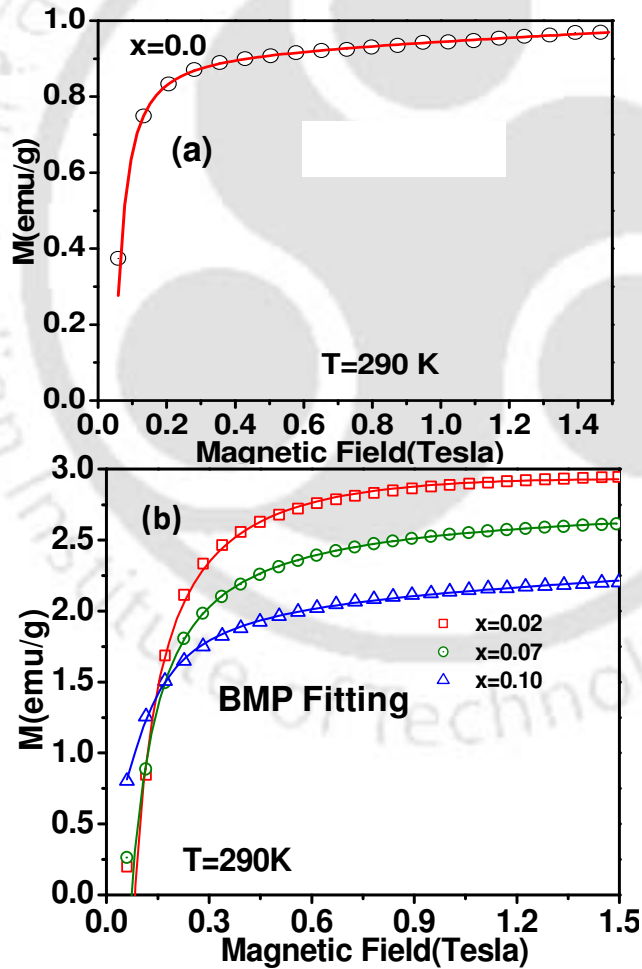 1.0
x=0.0
0.8
(a)
0.6
M(emu/g)
0.4
0.2
T=290 K
0.0
0.0 0.2 0.4 0.6 0.8 1.0 1.2 1.4
Magnetic Field(Tesla)
3.0
(b)
2.5
2.0
x=0.02
x=0.07
x=0.10
1.5
BMP Fitting
M(emu/g)
1.0
0.5
T=290K
0.0
0.0 0.3 0.6 0.9 1.2 1.5
Magnetic Field(Tesla)
Institute of Technolo